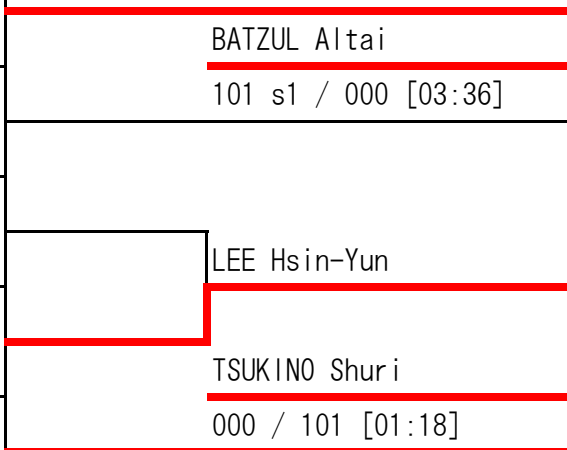 BATZUL Altai
101 s1 / 000 [03:36]
LEE Hsin-Yun
TSUKINO Shuri
000 / 101 [01:18]